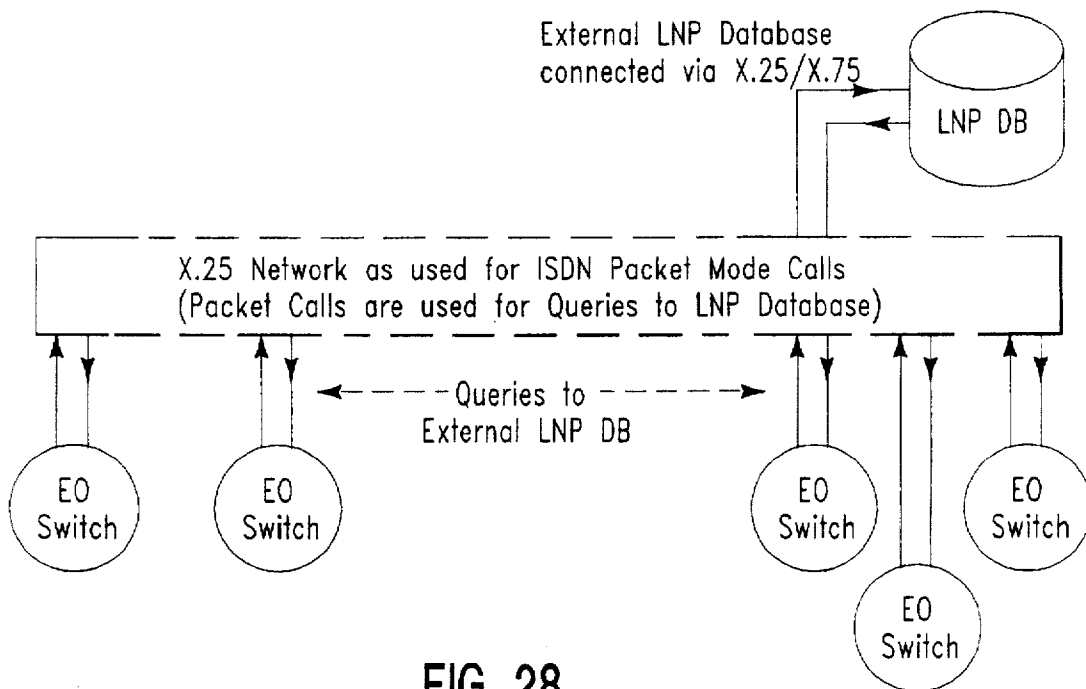 External LNP Database
connected via X.25/X.75
LNP DB
X.25 Network as used for ISDN Packet Mode Calls
(Packet Calls are used for Queries to LNP Database)
Queries to
External LNP DB
EO
Switch
EO
Switch
EO
Switch
EO
Switch
EO
Switch
FIG. 28